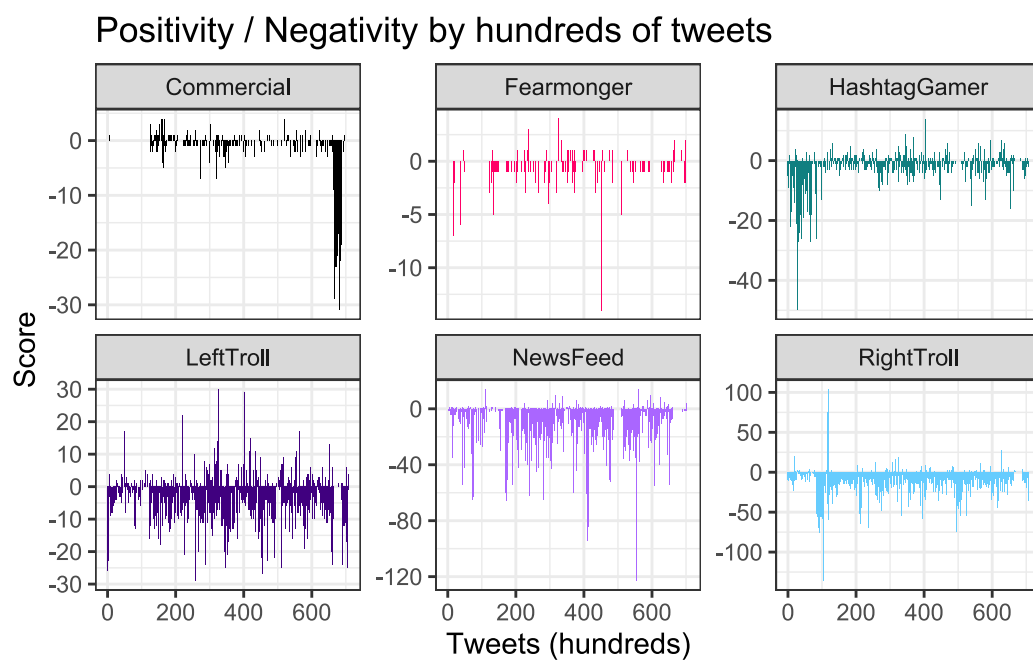 Positivity / Negativity by hundreds of tweets
Commercial
Fearmonger
HashtagGamer
0
-10
-20
-30
0
-5
-10
0
-20
-40
Score
LeftTroll
NewsFeed
RightTroll
30
20
10
0
-10
-20
-30
0
-40
-80
-120
100
50
0
-50
-100
0 200 400 600
0 200 400 600
0 200 400 600
Tweets (hundreds)